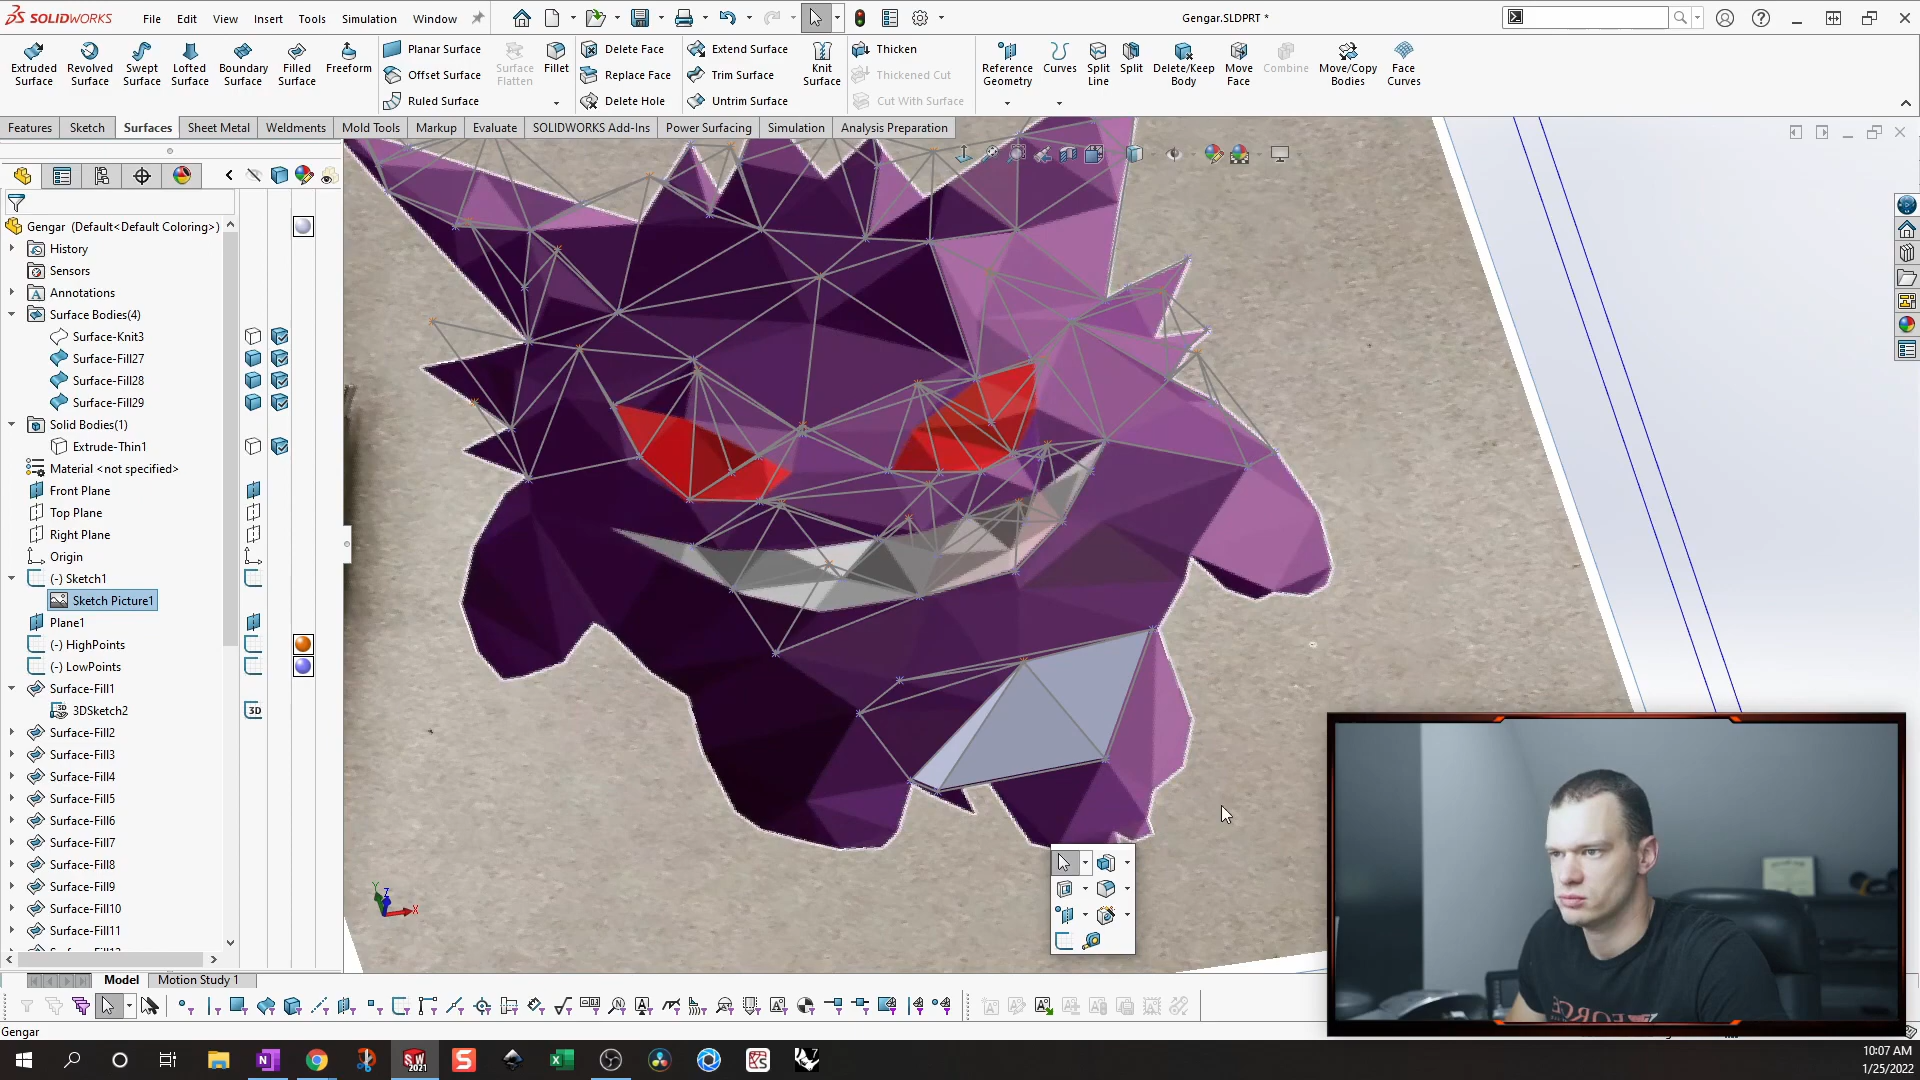 SOLIDWORKS
File
Edit
View
Insert
Tools
Simulation
Window
Gengar.SLDPRT *
Extruded Surface
Revolved Surface
Swept Surface
Lofted Surface
Boundary Surface
Filled Surface
Freeform
Planar Surface
Offset Surface
Ruled Surface
Surface Flatten
Fillet
Delete Face
Replace Face
Delete Hole
Extend Surface
Trim Surface
Untrim Surface
Knit Surface
Thicken
Thickened Cut
Cut With Surface
Reference Geometry
Curves
Split Line
Split
Delete/Keep Body
Move Face
Combine
Move/Copy Bodies
Face Curves
Features
Sketch
Surfaces
Sheet Metal
Weldments
Mold Tools
Markup
Evaluate
SOLIDWORKS Add-Ins
Power Surfacing
Simulation
Analysis Preparation
Gengar (Default<Default Coloring>)
History
Sensors
Annotations
Surface Bodies(4)
Surface-Knit3
Surface-Fill27
Surface-Fill28
Surface-Fill29
Solid Bodies(1)
Extrude-Thin1
Material <not specified>
Front Plane
Top Plane
Right Plane
Origin
(-) Sketch1
Sketch Picture1
Plane1
(-) HighPoints
(-) LowPoints
Surface-Fill1
3DSketch2
3D
Surface-Fill2
Surface-Fill3
Surface-Fill4
Surface-Fill5
Surface-Fill6
Surface-Fill7
Surface-Fill8
Surface-Fill9
Surface-Fill10
Surface-Fill11
Y
Z
X
Model
Motion Study 1
Gengar
SW
2021
10:07 AM
1/25/2022